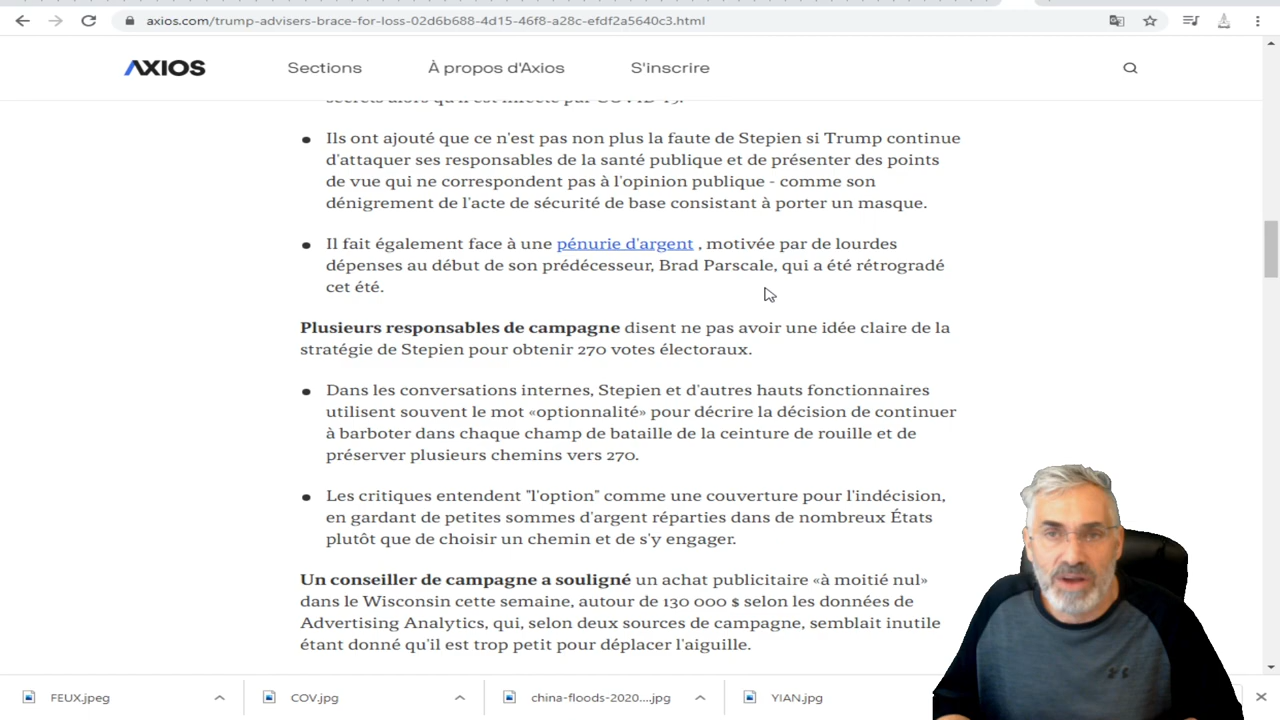 axios.com/trump-advisers-brace-for-loss-02d6b688-4d15-46f8-a28c-efdf2a5640c3.html
AXIOS
Sections
À propos d'Axios
S'inscrire
secrets alors qu'il est infecté par COVID-19.
Ils ont ajouté que ce n'est pas non plus la faute de Stepien si Trump continue
d'attaquer ses responsables de la santé publique et de présenter des points
de vue qui ne correspondent pas à l'opinion publique - comme son
dénigrement de l'acte de sécurité de base consistant à porter un masque.
Il fait également face à une pénurie d'argent , motivée par de lourdes
dépenses au début de son prédécesseur, Brad Parscale, qui a été rétrogradé
cet été.
Plusieurs responsables de campagne disent ne pas avoir une idée claire de la
stratégie de Stepien pour obtenir 270 votes électoraux.
Dans les conversations internes, Stepien et d'autres hauts fonctionnaires
utilisent souvent le mot «optionnalité» pour décrire la décision de continuer
à barboter dans chaque champ de bataille de la ceinture de rouille et de
préserver plusieurs chemins vers 270.
Les critiques entendent "l'option" comme une couverture pour l'indécision,
en gardant de petites sommes d'argent réparties dans de nombreux États
plutôt que de choisir un chemin et de s'y engager.
Un conseiller de campagne a souligné un achat publicitaire «à moitié nul»
dans le Wisconsin cette semaine, autour de 130 000 $ selon les données de
Advertising Analytics, qui, selon deux sources de campagne, semblait inutile
étant donné qu'il est trop petit pour déplacer l'aiguille.
FEUX.jpeg
COV.jpg
china-floods-2020....jpg
YIAN.jpg